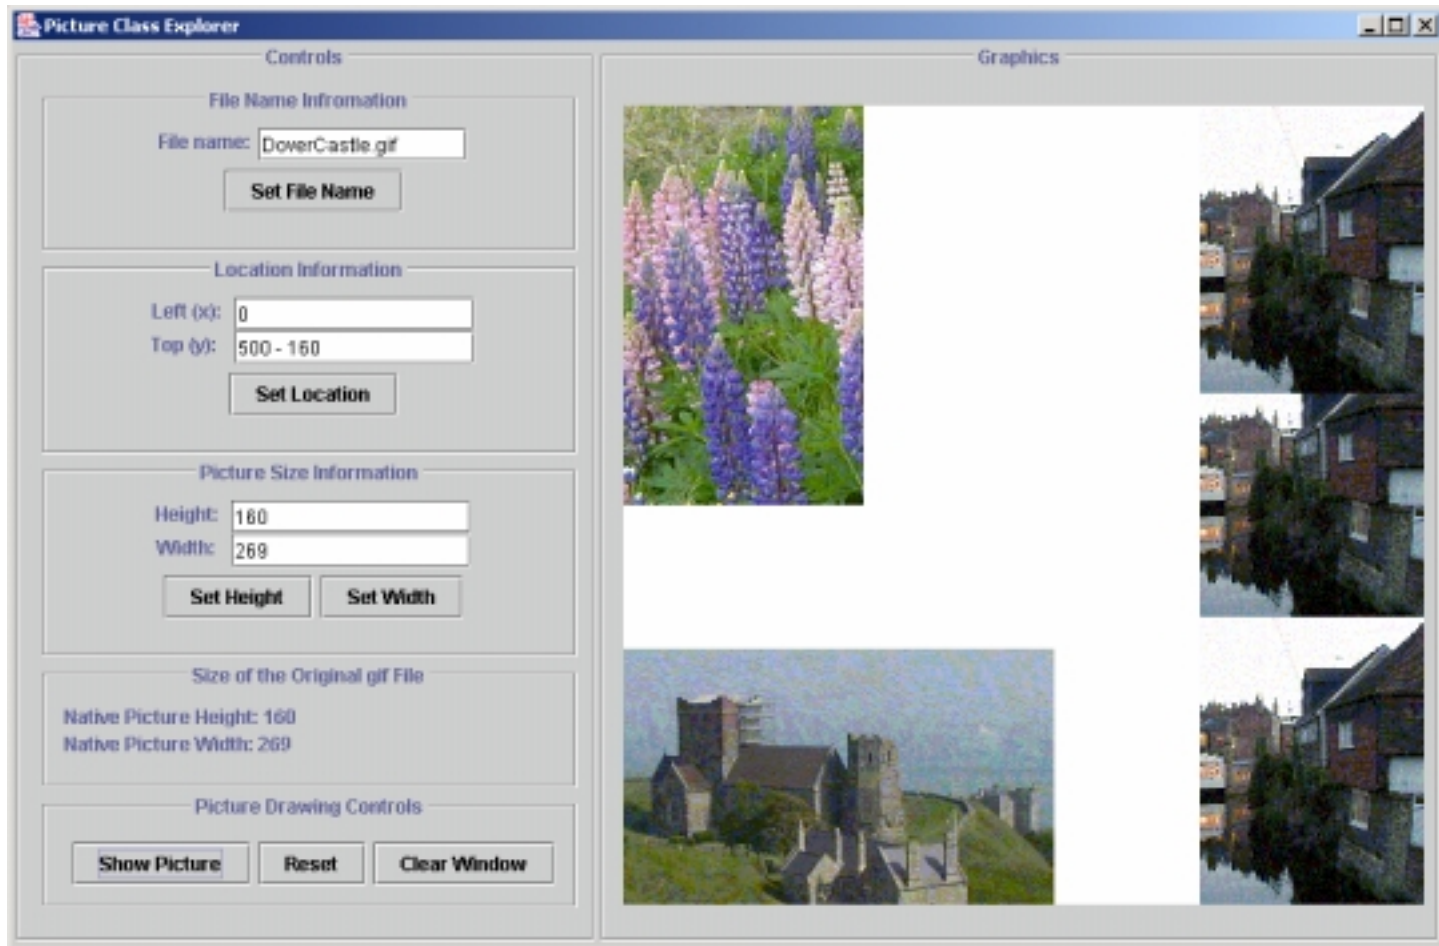 Picture Class Explorer
Controls
File Name Infromation
File name: DoverCastle.gif
Set File Name
Location Information
Left (x): 0
Top (y): 500 - 160
Set Location
Picture Size Information
Height: 160
Width: 269
Set Height Set Width
Size of the Original gif File
Native Picture Height: 160
Native Picture Width: 269
Picture Drawing Controls
Show Picture Reset Clear Window
Graphics